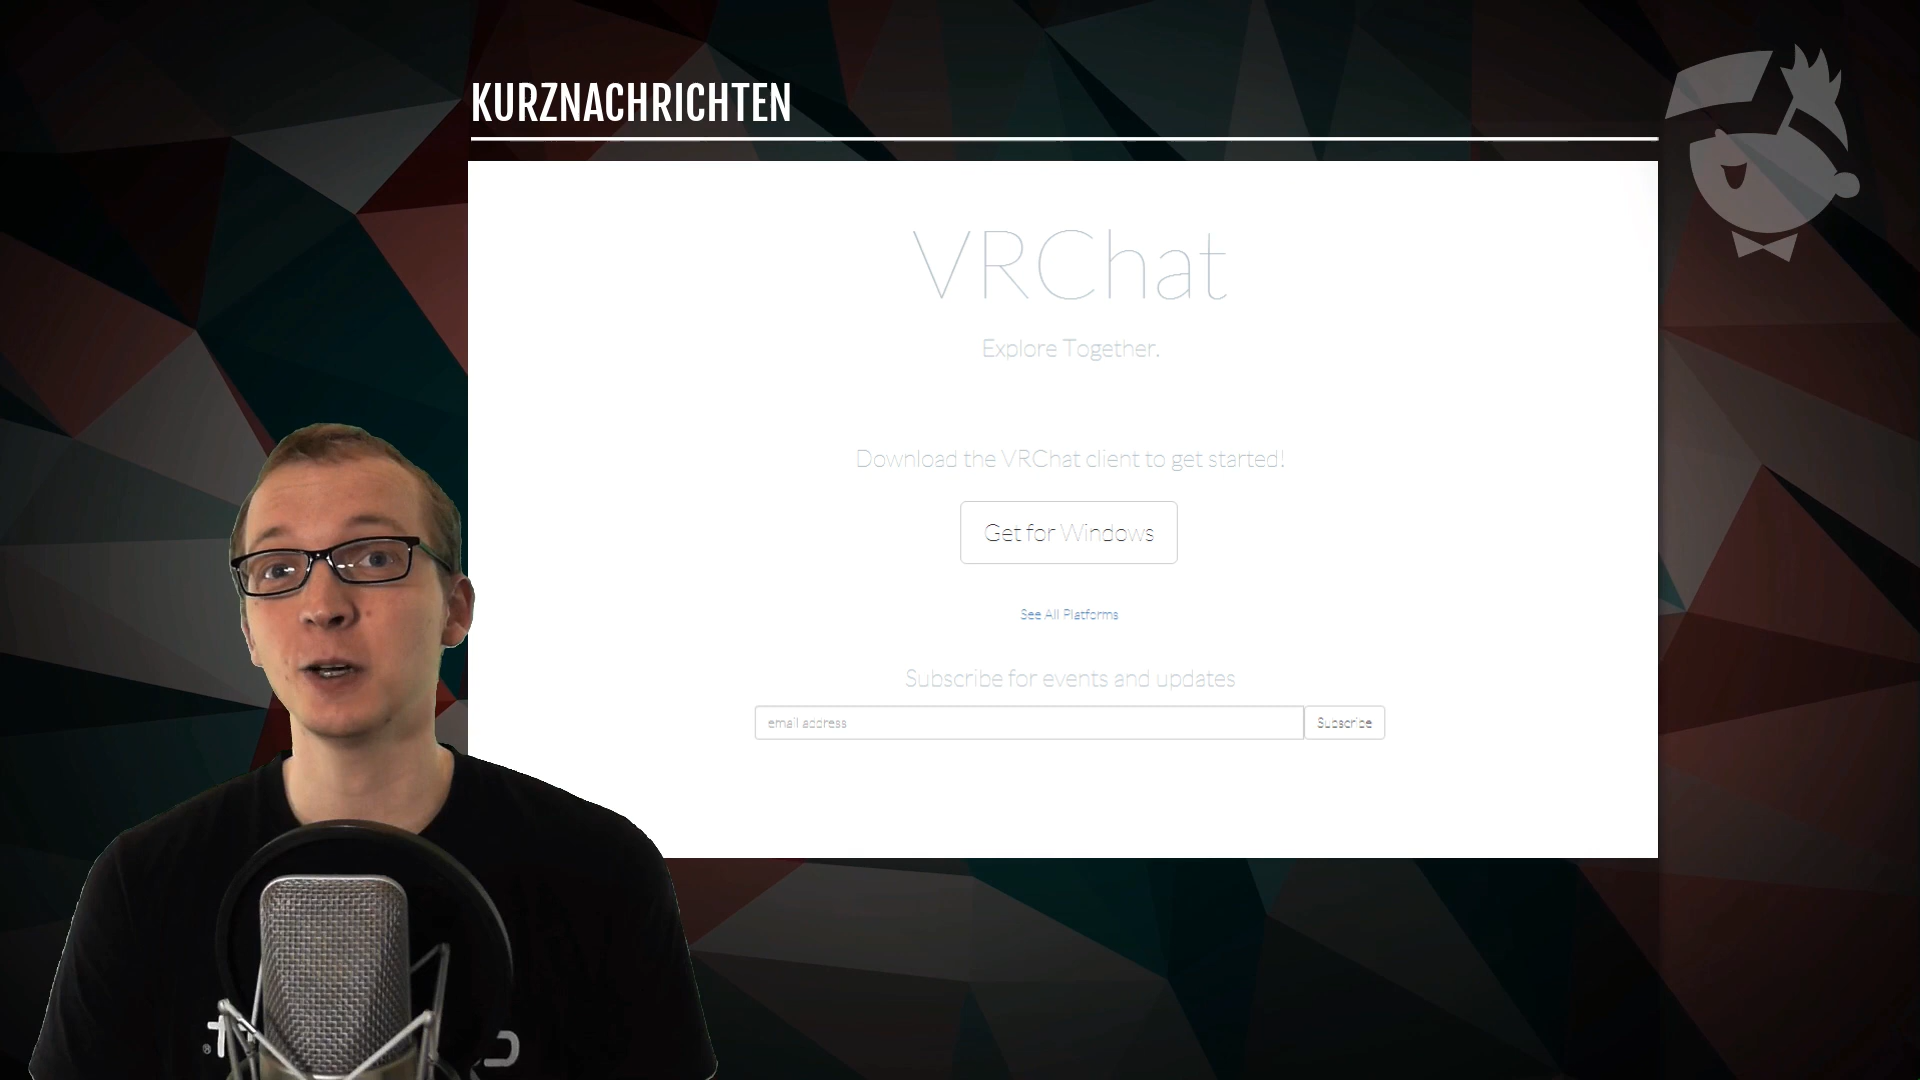 KURZNACHRICHTEN
VRChat
Explore Together.
Download the VRChat client to get started!
Get for Windows
See All Platforms
Subscribe for events and updates
email address
Subscribe